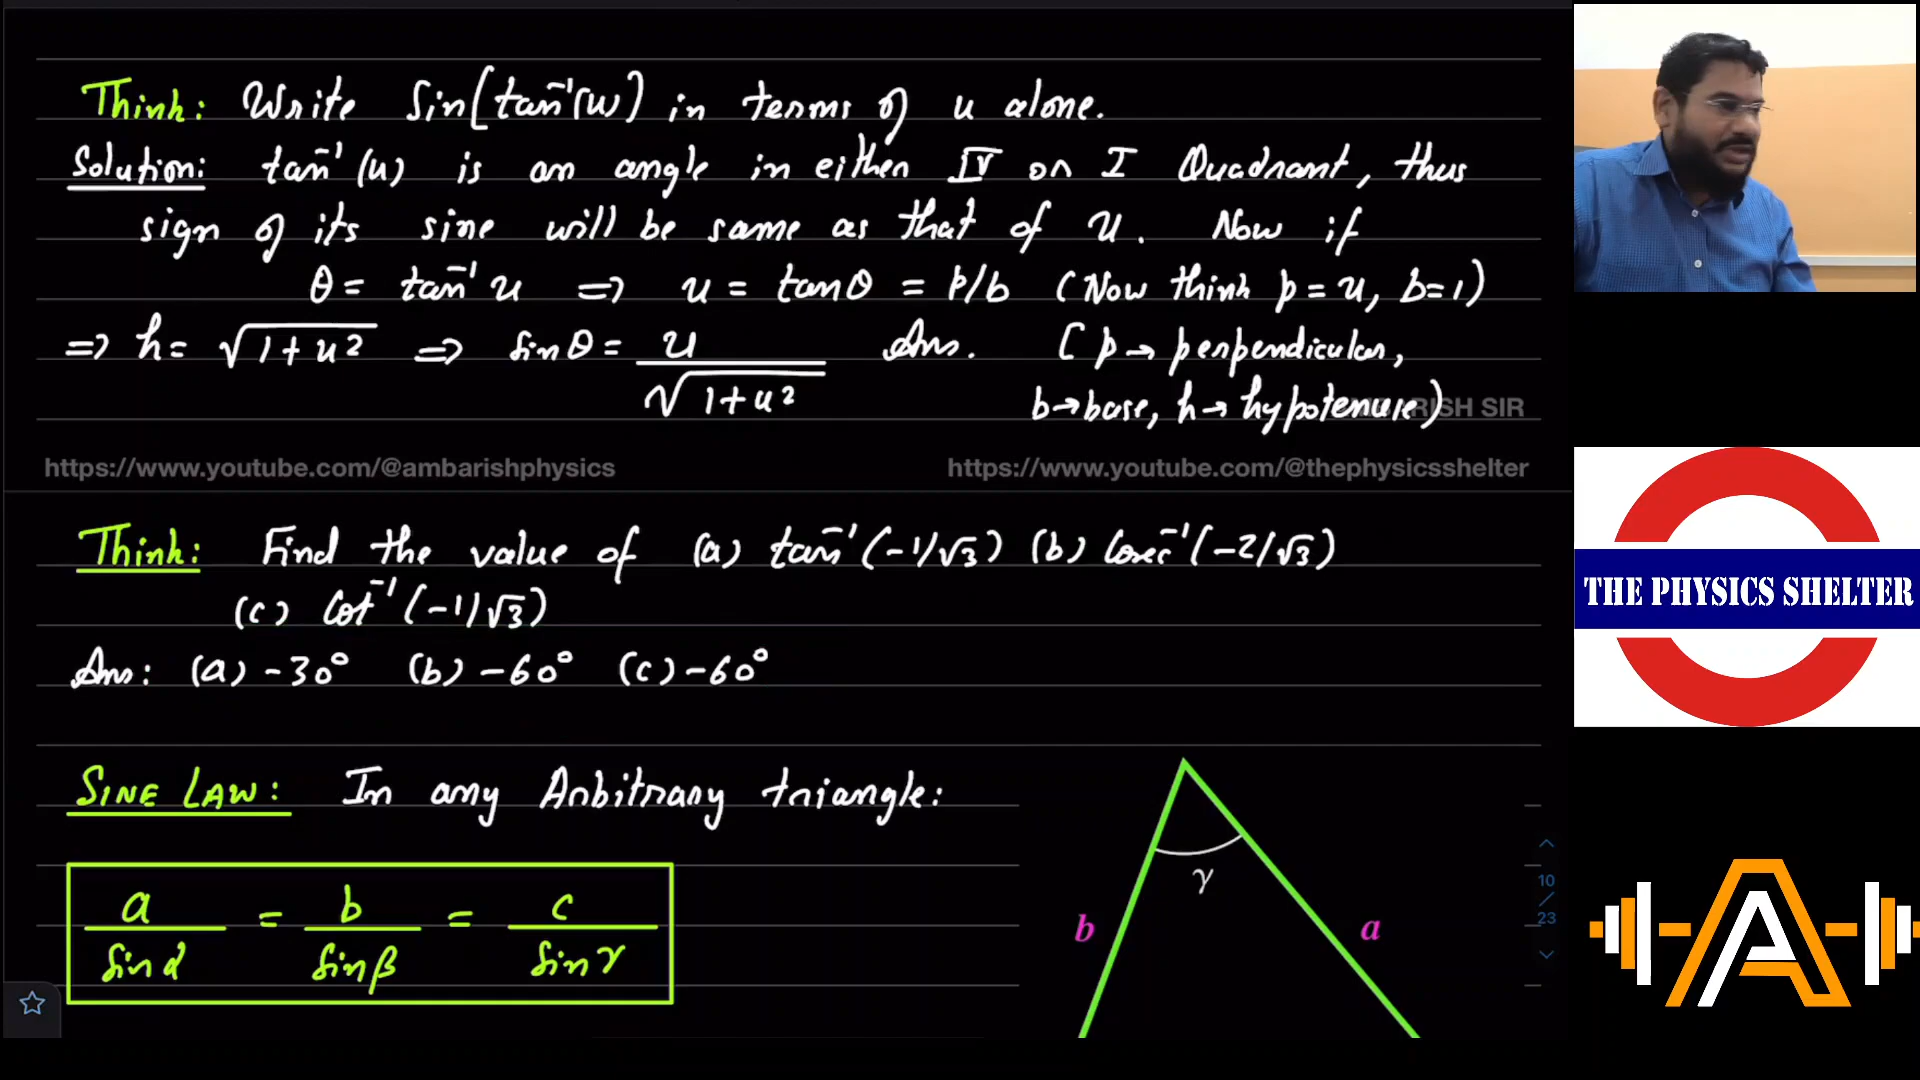 Think: Write Sin(tan⁻¹(u)) in terms of u alone.
Solution: tan⁻¹(u) is an angle in either IV or I Quadrant, thus
sign of its sine will be same as that of u. Now if
θ = tan⁻¹ u ⇒ u = tanθ = p/b (Now think p = u, b = 1)
⇒ h = √(1+u²) ⇒ sinθ = u/√(1+u²) Ans. (p → perpendicular,
b → base, h → hypotenuse)
RISH SIR
https://www.youtube.com/@ambarishphysics
https://www.youtube.com/@thephysicsshelter
Think: Find the value of (a) tan⁻¹(-1/√3) (b) Cosec⁻¹(-2/√3)
(c) Cot⁻¹(-1/√3)
Ans: (a) -30° (b) -60° (c) -60°
SINE LAW: In any Arbitrary triangle:
a/sinα = b/sinβ = c/sinγ
γ
b
a
10
/
23
THE PHYSICS SHELTER
A